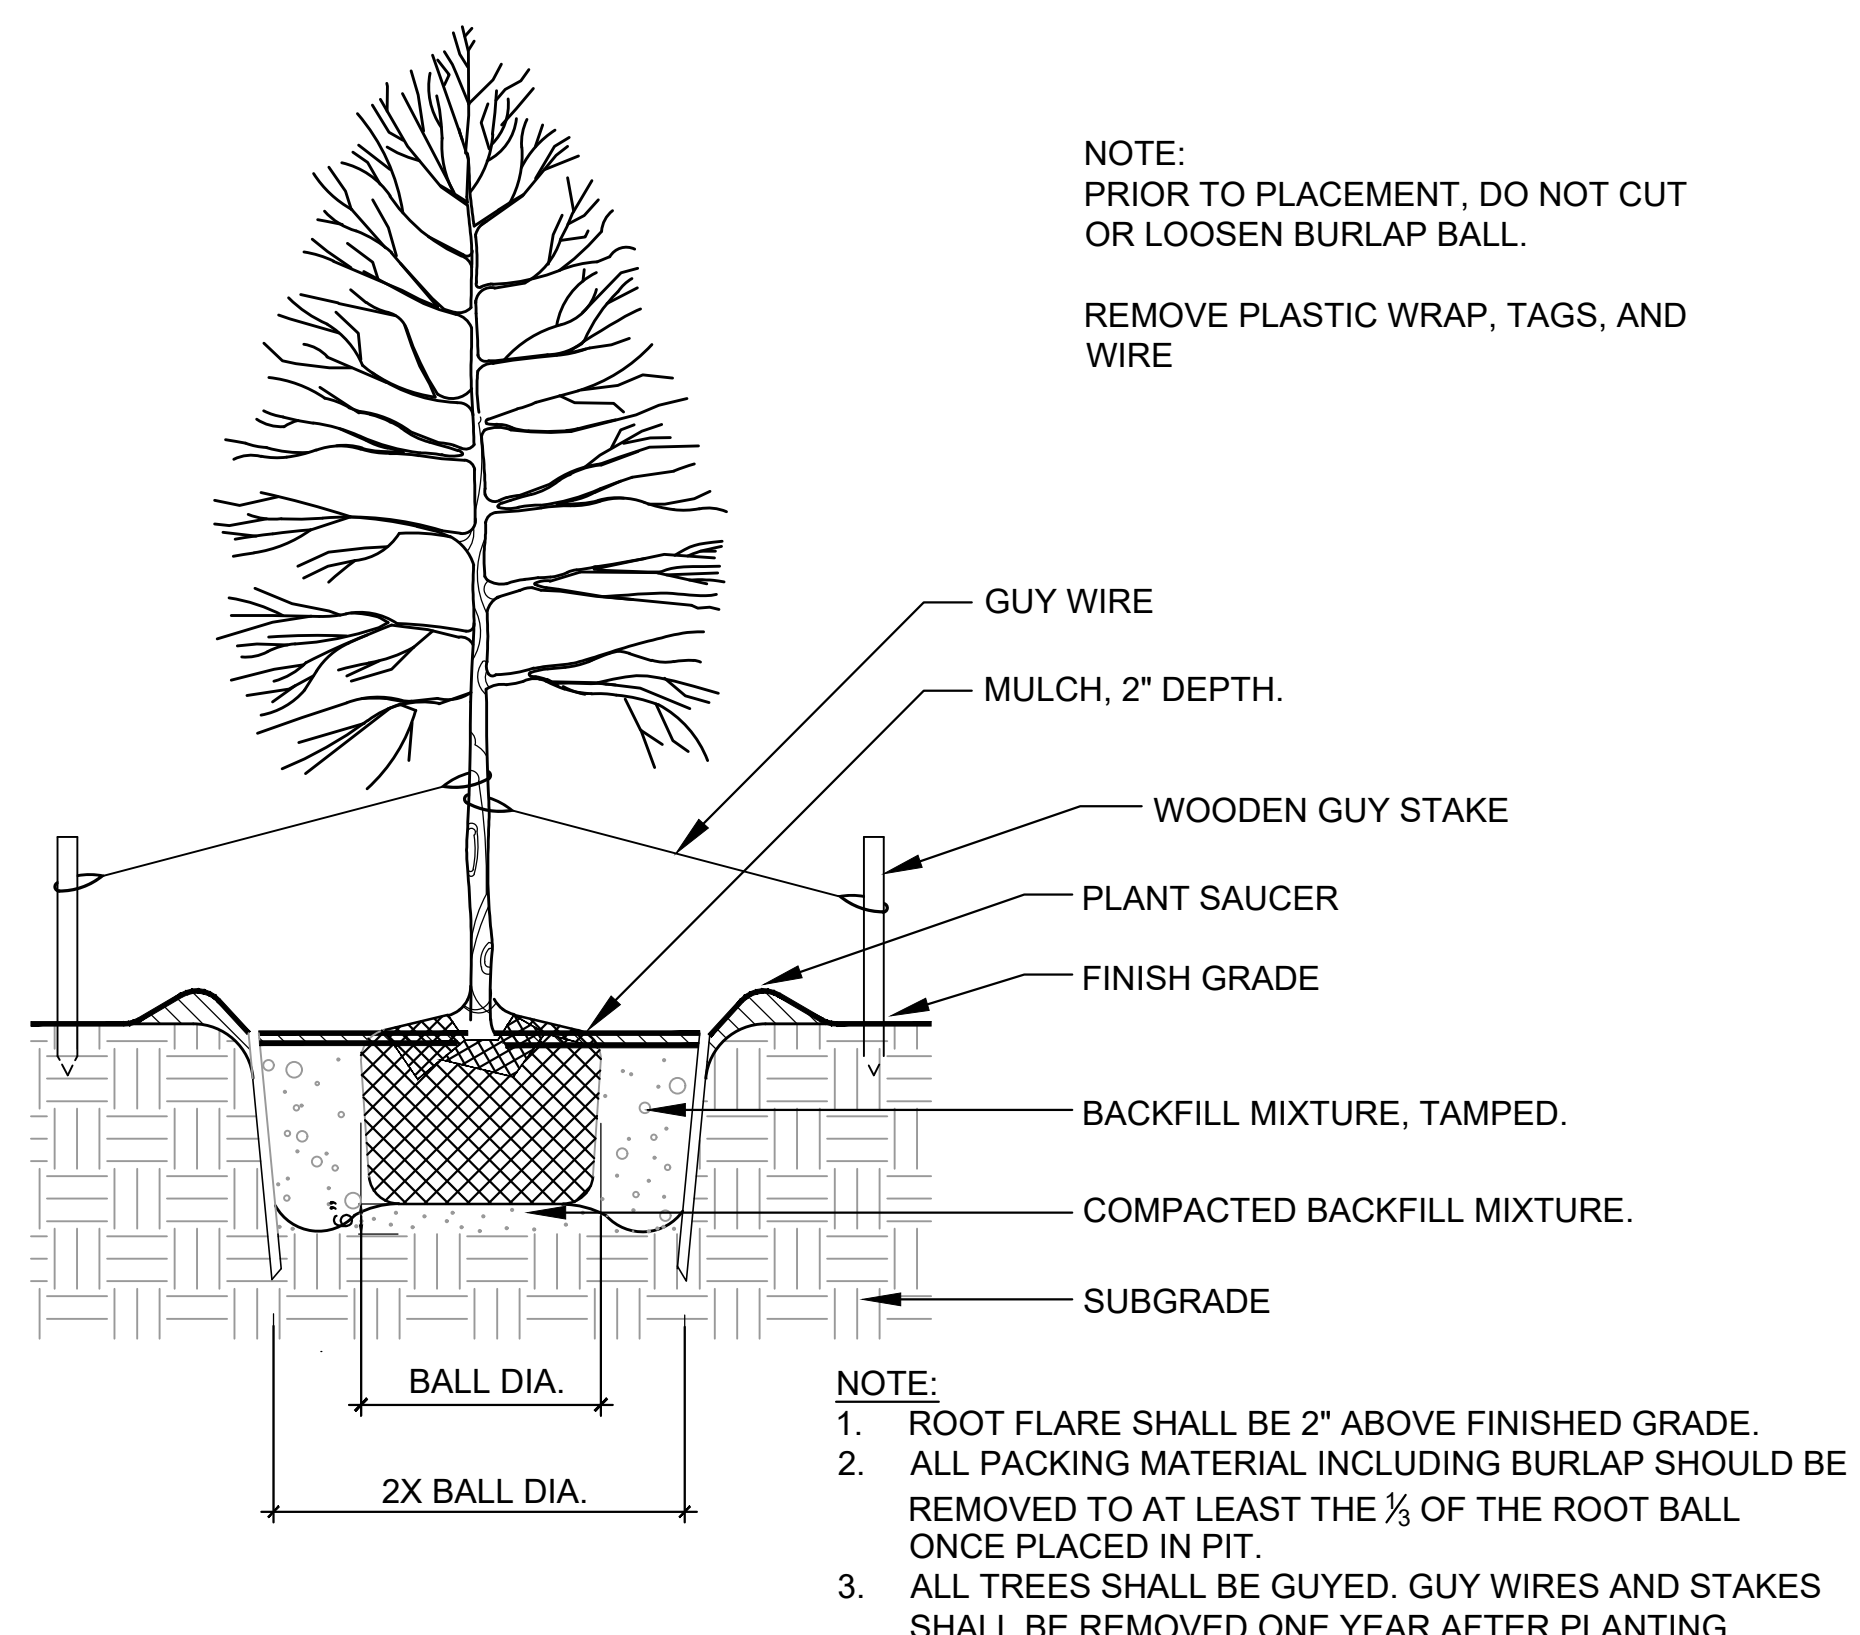 NOTE:
PRIOR TO PLACEMENT, DO NOT CUT
OR LOOSEN BURLAP BALL.
REMOVE PLASTIC WRAP, TAGS, AND
WIRE
GUY WIRE
MULCH, 2" DEPTH.
WOODEN GUY STAKE
PLANT SAUCER
FINISH GRADE
BACKFILL MIXTURE, TAMPED.
6"
COMPACTED BACKFILL MIXTURE.
SUBGRADE
BALL DIA.
2X BALL DIA.
NOTE:
1. ROOT FLARE SHALL BE 2" ABOVE FINISHED GRADE.
2. ALL PACKING MATERIAL INCLUDING BURLAP SHOULD BE
REMOVED TO AT LEAST THE ⅓ OF THE ROOT BALL
ONCE PLACED IN PIT.
3. ALL TREES SHALL BE GUYED. GUY WIRES AND STAKES
SHALL BE REMOVED ONE YEAR AFTER PLANTING